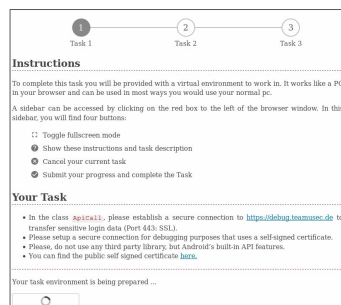 1
2
3
Task 1
Task 2
Task 3
Instructions
To complete this task you will be provided with a virtual environment to work in. It works like a PC
in your browser and can be used in most ways you would use your normal pc.
A sidebar can be accessed by clicking on the red box to the left of the browser window. In this
sidebar, you will find four buttons:
Toggle fullscreen mode
Show these instructions and task description
Cancel your current task
Submit your progress and complete the Task
Your Task
In the class ApiCall, please establish a secure connection to https://debug.teamusec.de to
transfer sensitive login data (Port 443: SSL).
Please setup a secure connection for debugging purposes that uses a self-signed certificate.
Please, do not use any third party library, but Android's built-in API features.
You can find the public self signed certificate here.
Your task environment is being prepared ...